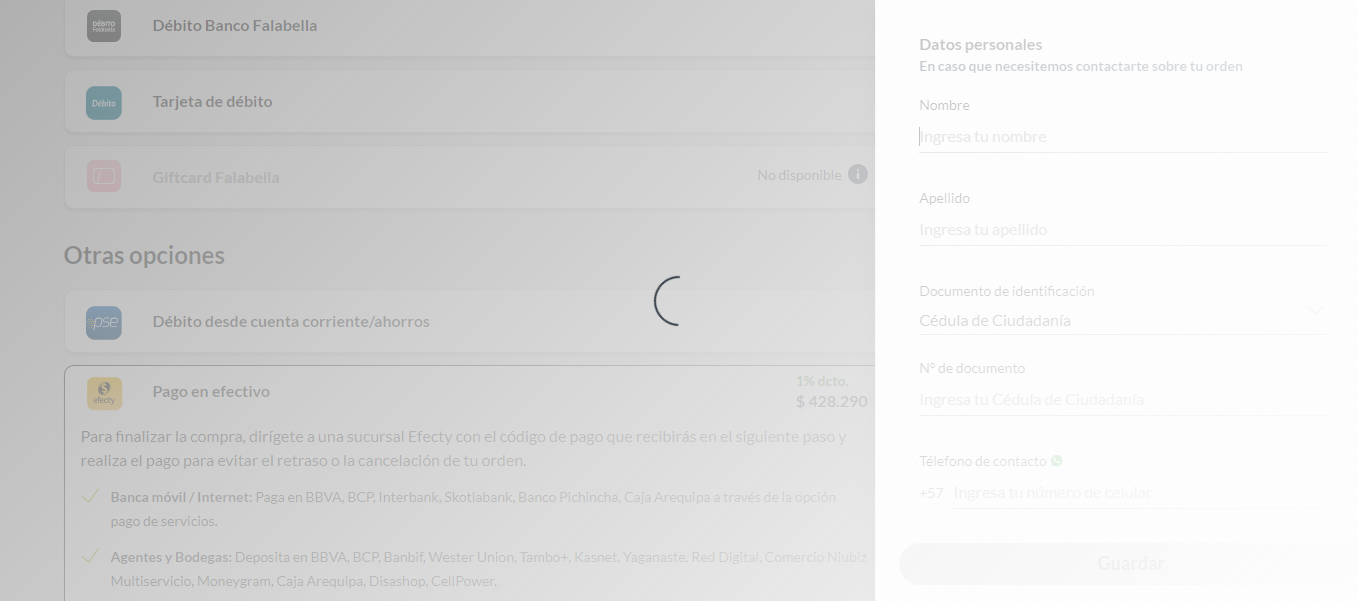 DÉBITO
Falabella
Débito Banco Falabella
Débito
Tarjeta de débito
Giftcard Falabella
No disponible
Otras opciones
pse
Débito desde cuenta corriente/ahorros
efecty
Pago en efectivo
1% dcto.
$ 428.290
Para finalizar la compra, dirígete a una sucursal Efecty con el código de pago que recibirás en el siguiente paso y
realiza el pago para evitar el retraso o la cancelación de tu orden.
Banca móvil / Internet: Paga en BBVA, BCP, Interbank, Skotiabank, Banco Pichincha, Caja Arequipa a través de la opción
pago de servicios.
Agentes y Bodegas: Deposita en BBVA, BCP, Banbif, Wester Union, Tambo+, Kasnet, Yaganaste, Red Digital, Comercio Niubiz
Multiservicio, Moneygram, Caja Arequipa, Disashop, CellPower.
Datos personales
En caso que necesitemos contactarte sobre tu orden
Nombre
Ingresa tu nombre
Apellido
Ingresa tu apellido
Documento de identificación
Cédula de Ciudadanía
N° de documento
Ingresa tu Cédula de Ciudadanía
Télefono de contacto
+57 Ingresa tu número de celular
Guardar